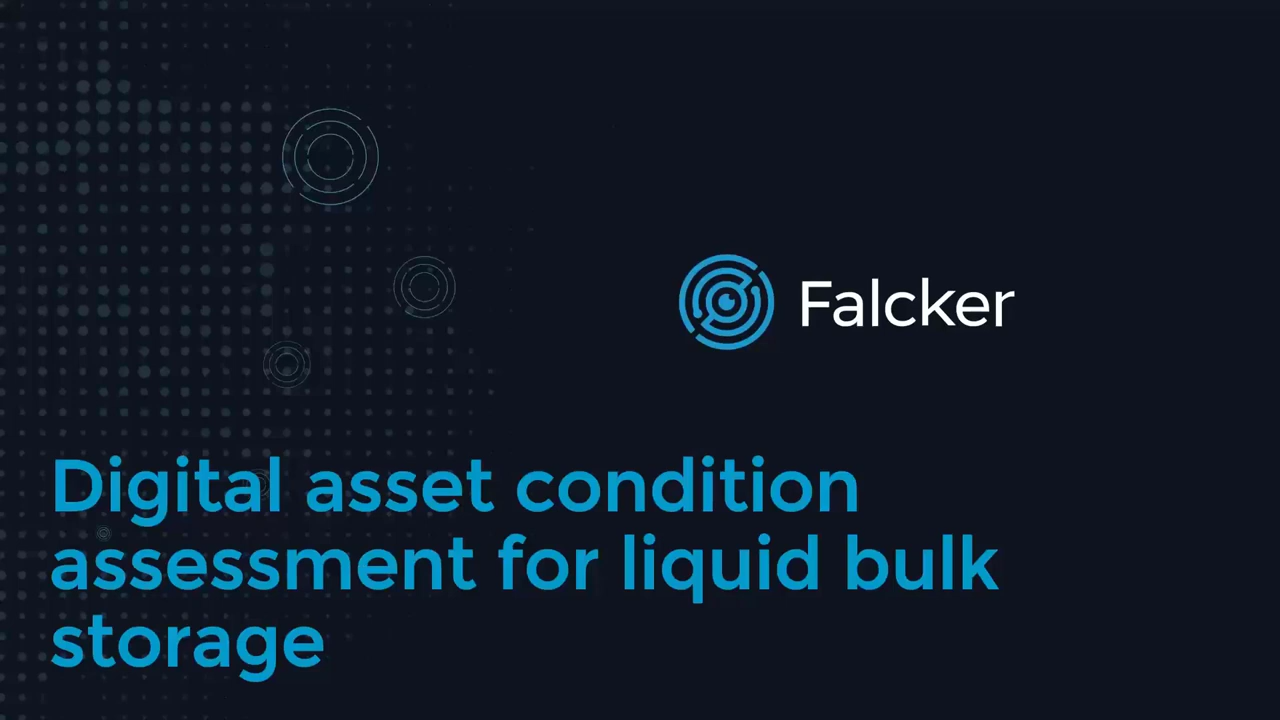 Falcker
Digital asset condition
assessment for liquid bulk
storage